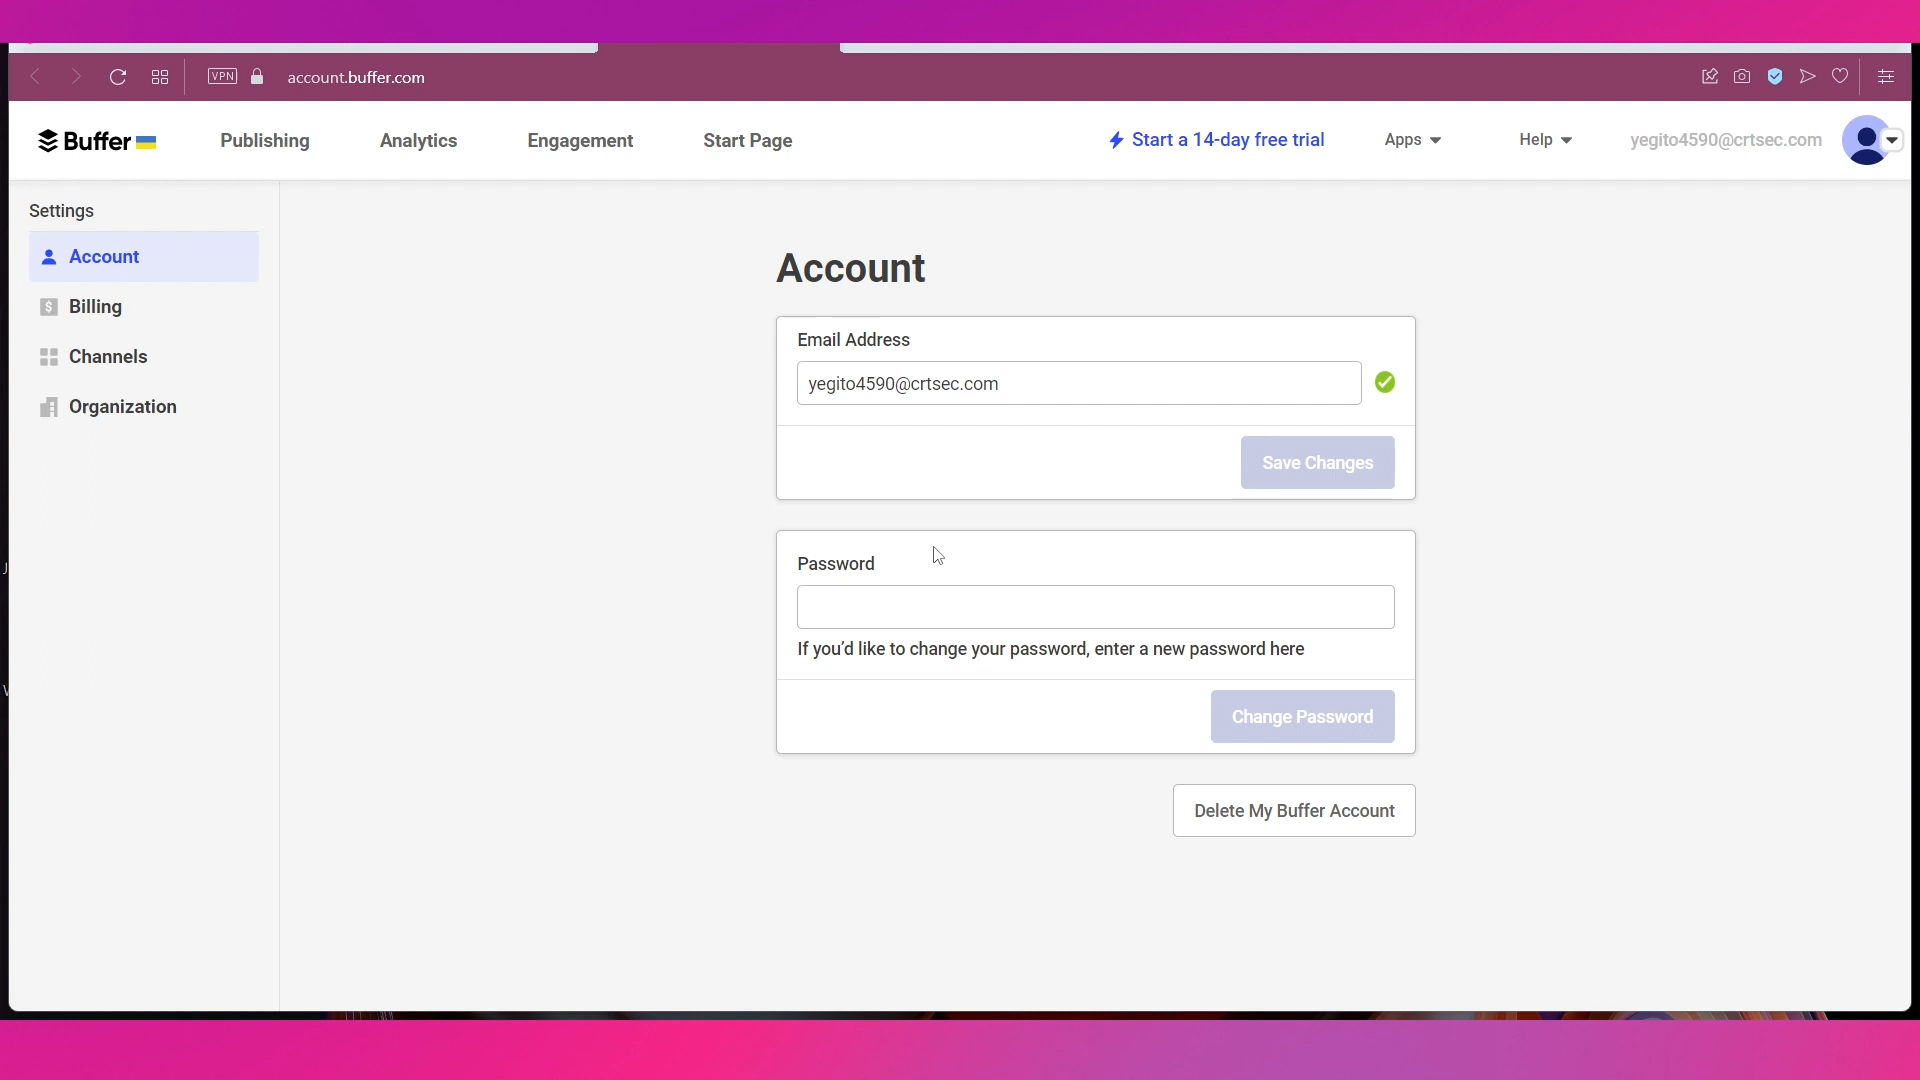 VPN
account.buffer.com
Buffer
Publishing
Analytics
Engagement
Start Page
Start a 14-day free trial
Apps
Help
yegito4590@crtsec.com
Settings
Account
Billing
Channels
Organization
Account
Email Address
yegito4590@crtsec.com
Save Changes
Password
If you'd like to change your password, enter a new password here
Change Password
Delete My Buffer Account